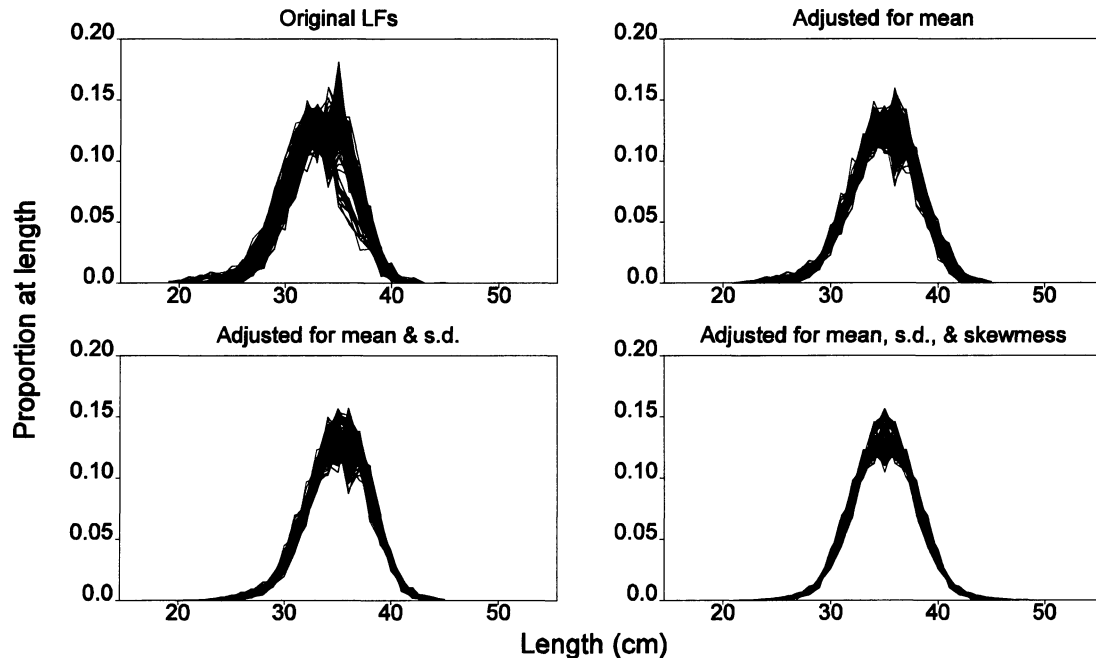 Original LFs
Adjusted for mean
0.20
0.15
0.10
0.05
0.0
20 30 40 50
0.20
0.15
0.10
0.05
0.0
20 30 40 50
Adjusted for mean & s.d.
Adjusted for mean, s.d., & skewmess
0.20
0.15
0.10
0.05
0.0
20 30 40 50
0.20
0.15
0.10
0.05
0.0
20 30 40 50
Proportion at length
Length (cm)